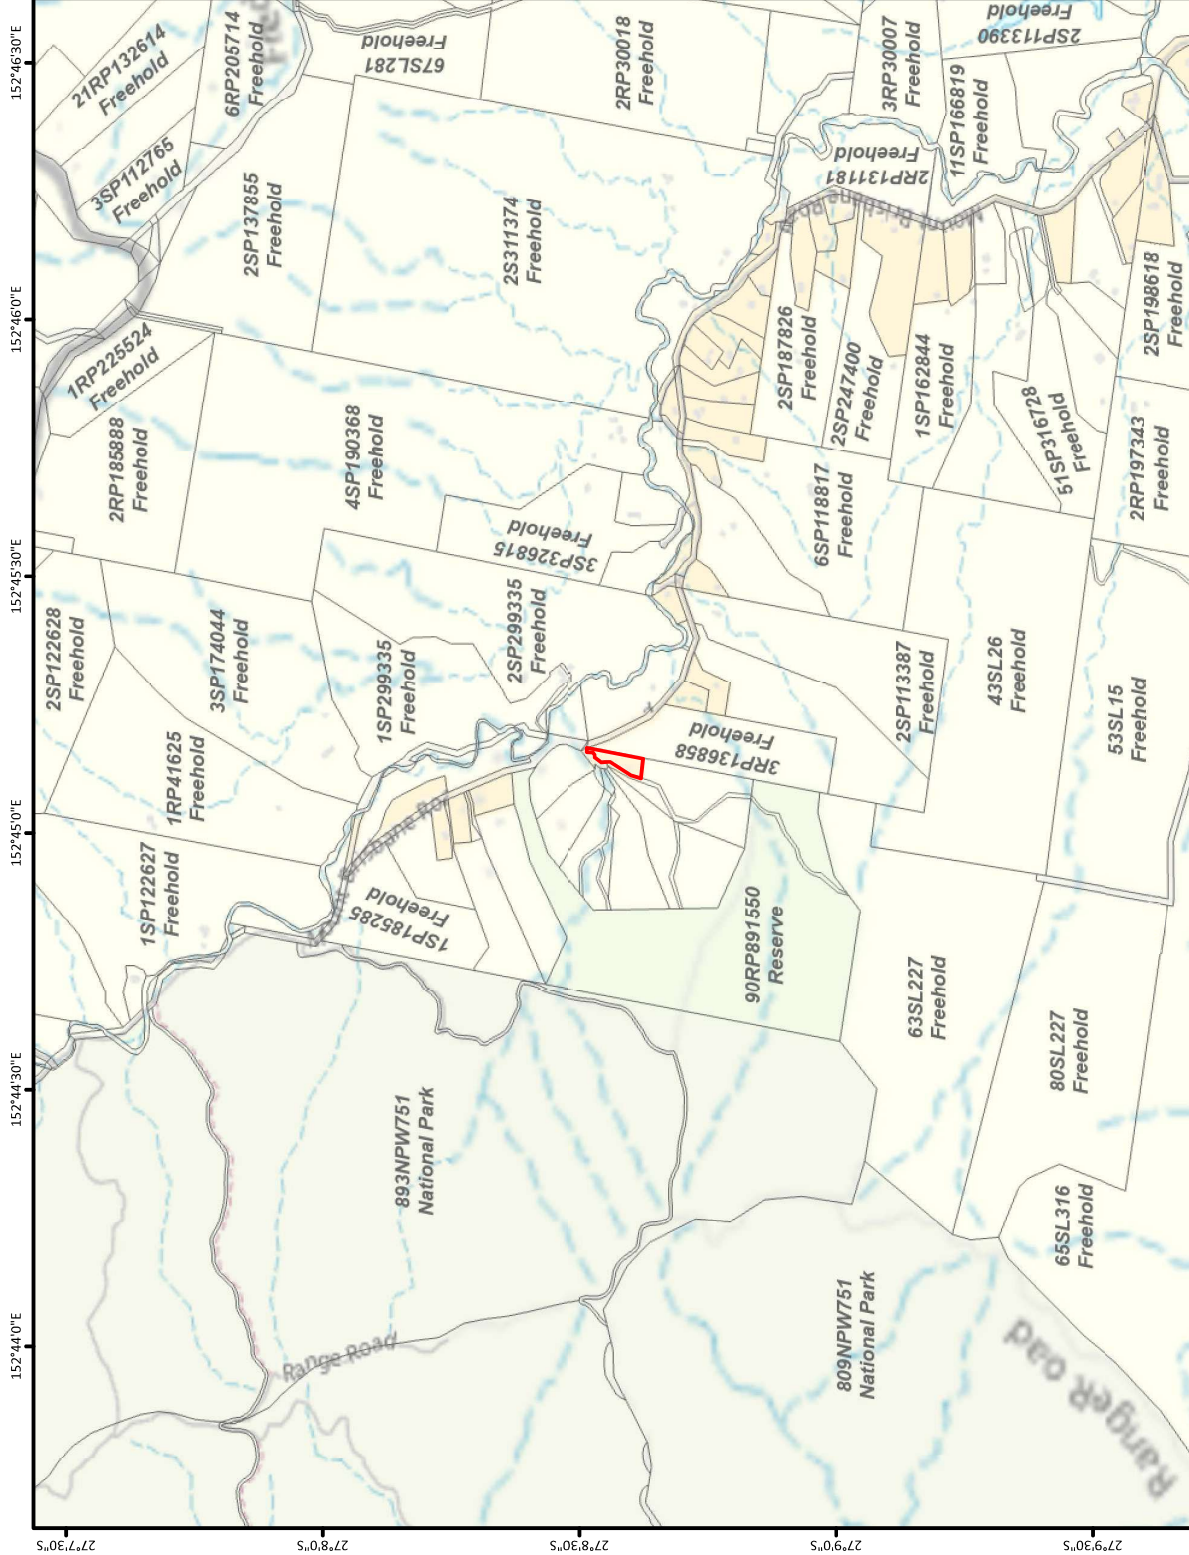 152°46'30"E
152°46'0"E
152°45'30"E
152°45'0"E
152°44'30"E
152°44'0"E
27°7'30"S
27°8'0"S
27°8'30"S
27°9'0"S
27°9'30"S
21RP132614
Freehold
6RP205714
Freehold
67SL281
Freehold
2RP30018
Freehold
3RP30007
Freehold
2SP113390
Freehold
3SP112765
Freehold
11SP166819
Freehold
2RP131181
Freehold
2SP137855
Freehold
2S311374
Freehold
Mount Brisbane Road
2SP198618
Freehold
1RP225524
Freehold
2SP187826
Freehold
2SP247400
Freehold
1SP162844
Freehold
51SP316728
Freehold
2RP197343
Freehold
2RP185888
Freehold
4SP190368
Freehold
3SP326815
Freehold
6SP118817
Freehold
2SP122628
Freehold
3SP174044
Freehold
1SP299335
Freehold
2SP299335
Freehold
2SP113387
Freehold
43SL26
Freehold
53SL15
Freehold
1RP41625
Freehold
3RP136858
Freehold
1SP122627
Freehold
Mount Brisbane Roa
1SP185285
Freehold
90RP891550
Reserve
63SL227
Freehold
80SL227
Freehold
893NPW751
National Park
65SL316
Freehold
809NPW751
National Park
Range Road
RangeRoad